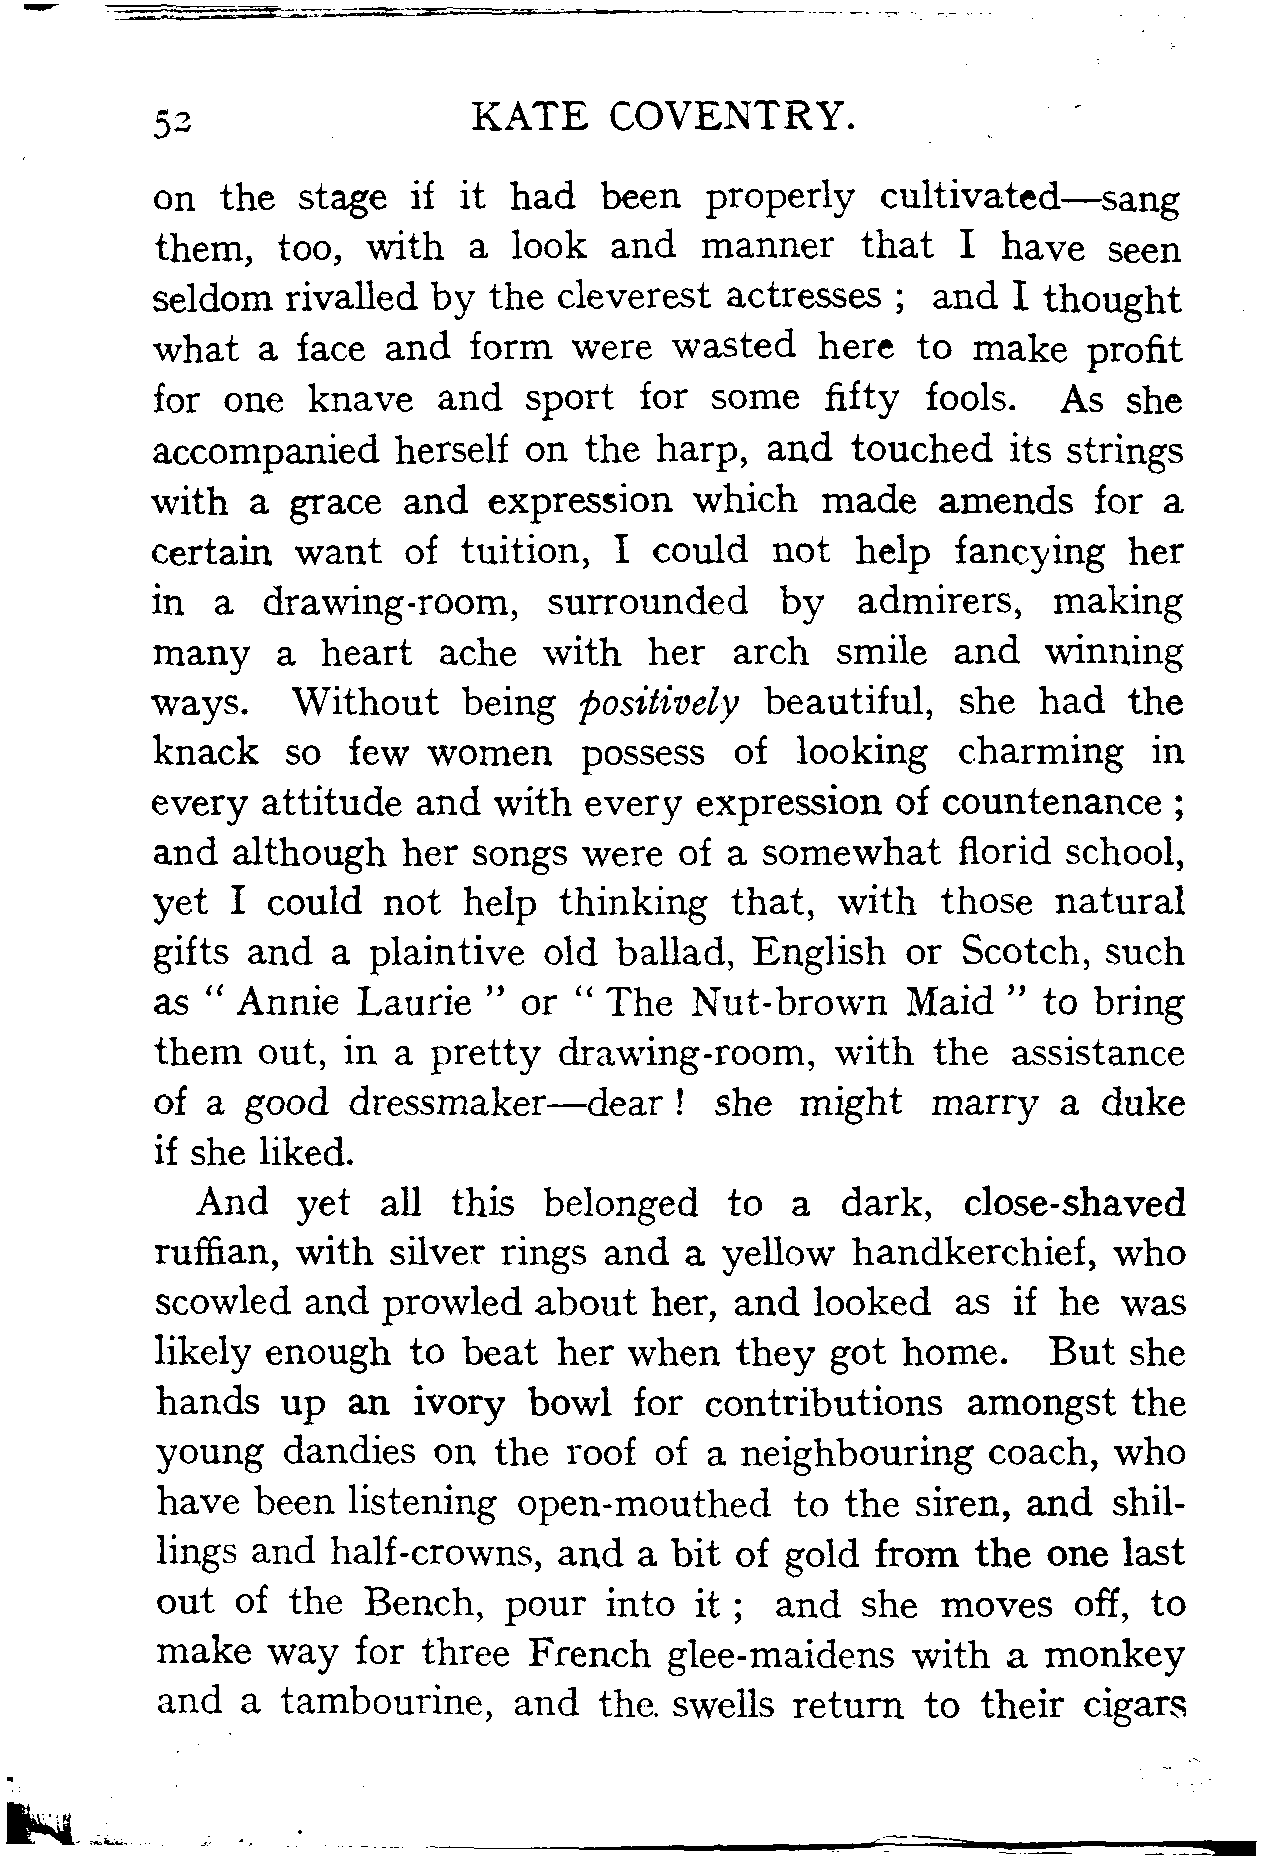 52 KATE COVENTRY.
on the stage if it had been properly cultivated—sang
them, too, with a look and manner that I have seen
seldom rivalled by the cleverest actresses ; and I thought
what a face and form were wasted here to make profit
for one knave and sport for some fifty fools. As she
accompanied herself on the harp, and touched its strings
with a grace and expression which made amends for a
certain want of tuition, I could not help fancying her
in a drawing-room, surrounded by admirers, making
many a heart ache with her arch smile and winning
ways. Without being positively beautiful, she had the
knack so few women possess of looking charming in
every attitude and with every expression of countenance ;
and although her songs were of a somewhat florid school,
yet I could not help thinking that, with those natural
gifts and a plaintive old ballad, English or Scotch, such
as “ Annie Laurie ” or “ The Nut-brown Maid ” to bring
them out, in a pretty drawing-room, with the assistance
of a good dressmaker—dear ! she might marry a duke
if she liked.
And yet all this belonged to a dark, close-shaved
ruffian, with silver rings and a yellow handkerchief, who
scowled and prowled about her, and looked as if he was
likely enough to beat her when they got home. But she
hands up an ivory bowl for contributions amongst the
young dandies on the roof of a neighbouring coach, who
have been listening open-mouthed to the siren, and shil-
lings and half-crowns, and a bit of gold from the one last
out of the Bench, pour into it ; and she moves off, to
make way for three French glee-maidens with a monkey
and a tambourine, and the swells return to their cigars